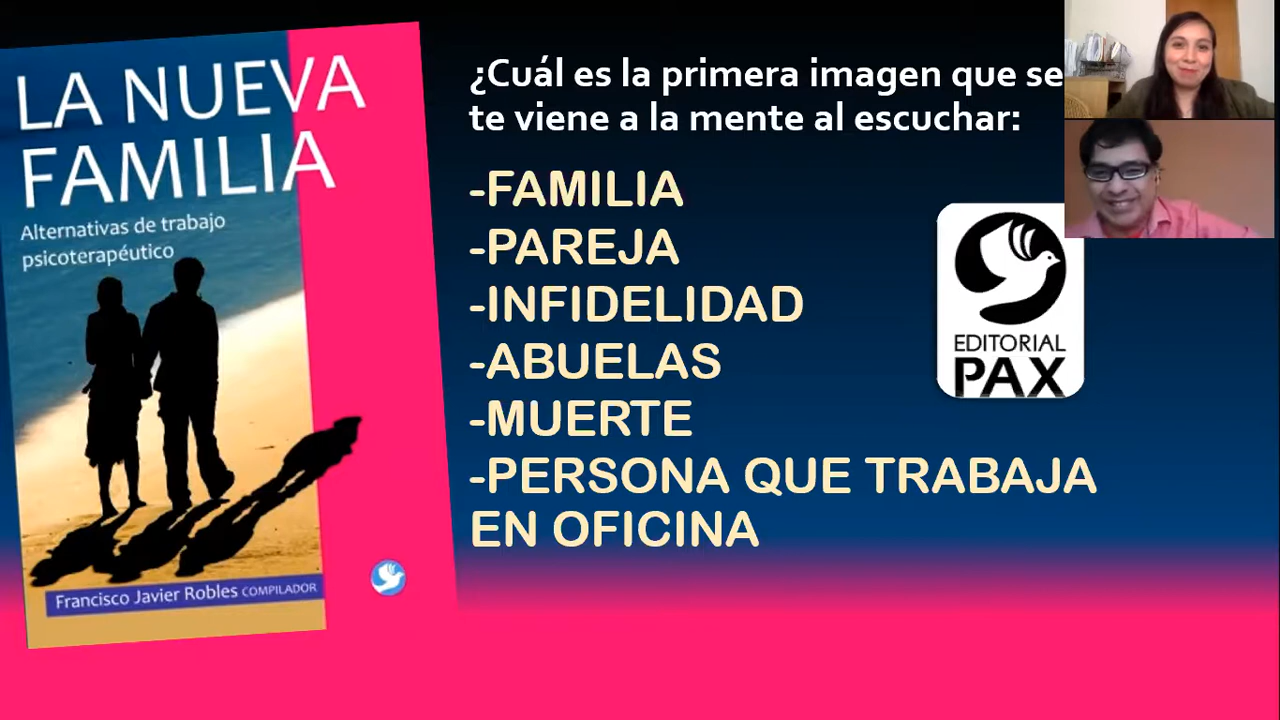 LA NUEVA
FAMILIA
Alternativas de trabajo
psicoterapéutico
Francisco Javier Robles COMPILADOR
¿Cuál es la primera imagen que se
te viene a la mente al escuchar:
-FAMILIA
-PAREJA
-INFIDELIDAD
-ABUELAS
-MUERTE
-PERSONA QUE TRABAJA
EN OFICINA
EDITORIAL
PAX